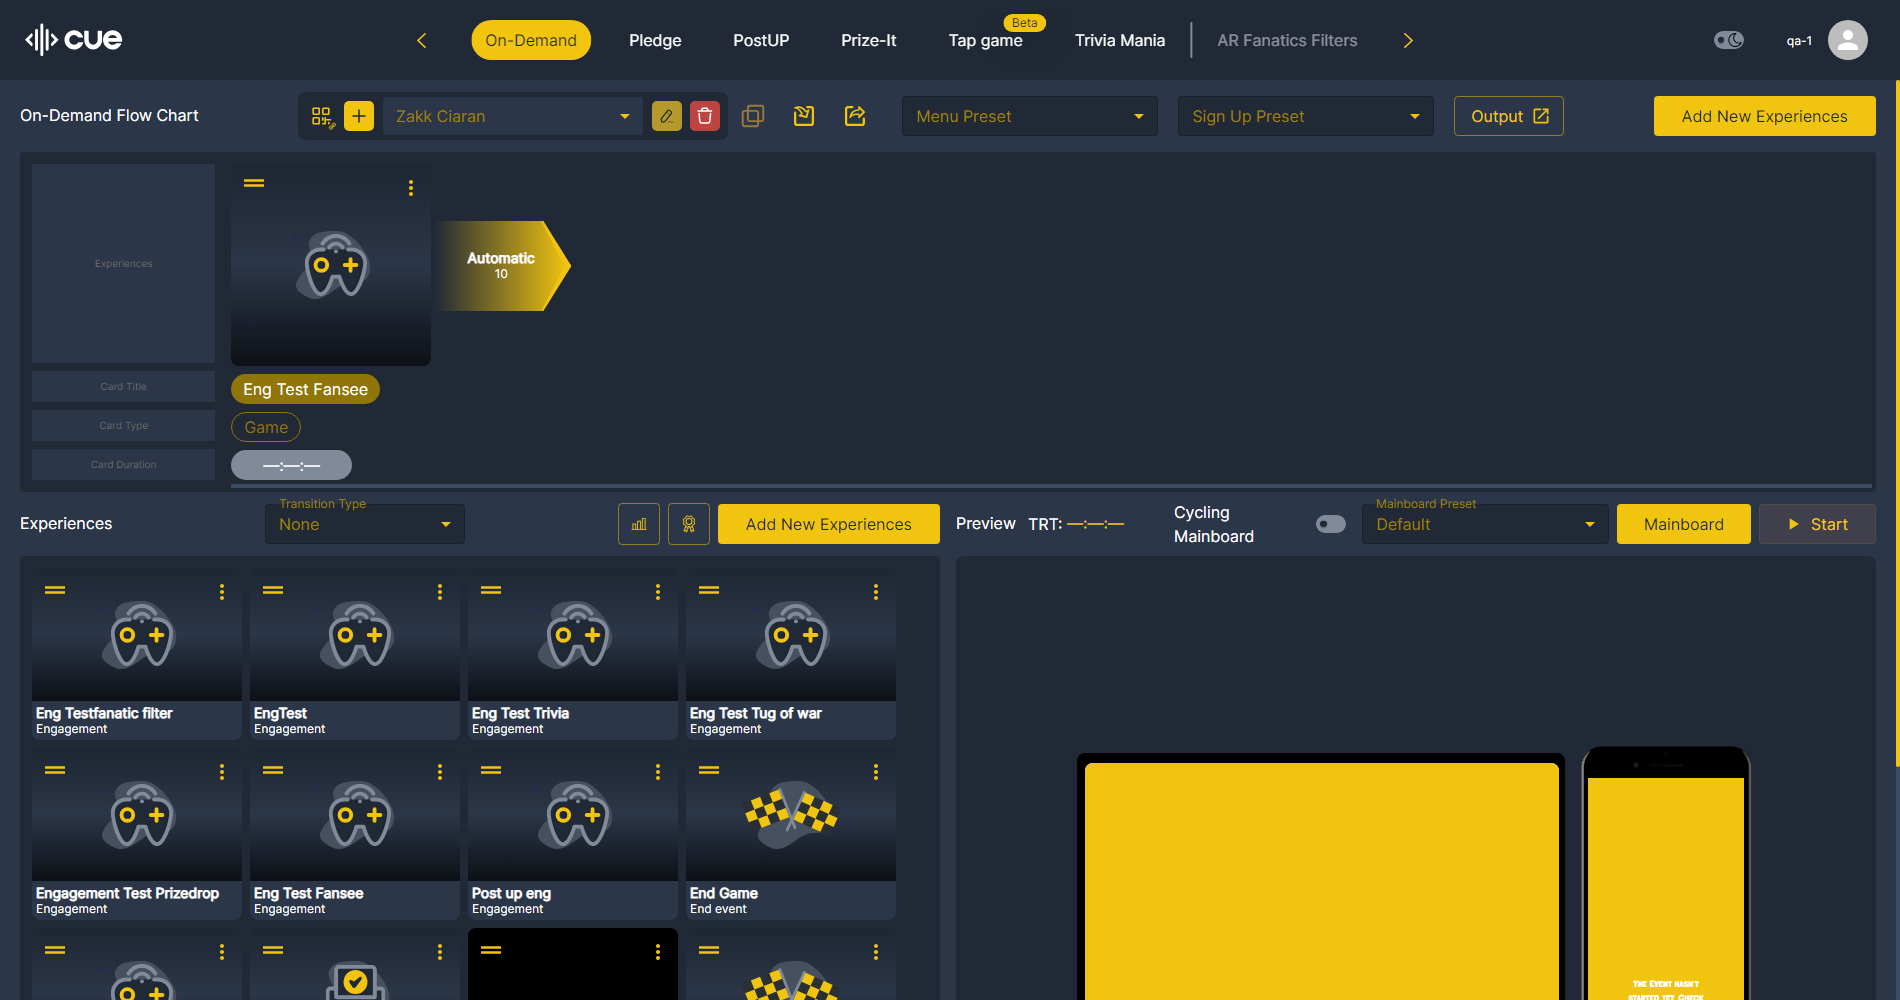 cue
On-Demand
Pledge
PostUP
Prize-It
Tap game
Beta
Trivia Mania
AR Fanatics Filters
qa-1
On-Demand Flow Chart
Zakk Ciaran
Menu Preset
Sign Up Preset
Output
Add New Experiences
Experiences
Automatic
10
Card Title
Eng Test Fansee
Card Type
Game
Card Duration
—:—:—
Experiences
Transition Type
None
Add New Experiences
Preview
TRT: —:—:—
Cycling
Mainboard
Mainboard Preset
Default
Mainboard
Start
Eng Testfanatic filter
Engagement
EngTest
Engagement
Eng Test Trivia
Engagement
Eng Test Tug of war
Engagement
Engagement Test Prizedrop
Engagement
Eng Test Fansee
Engagement
Post up eng
Engagement
End Game
End event
The Event hasn't
started yet. Check